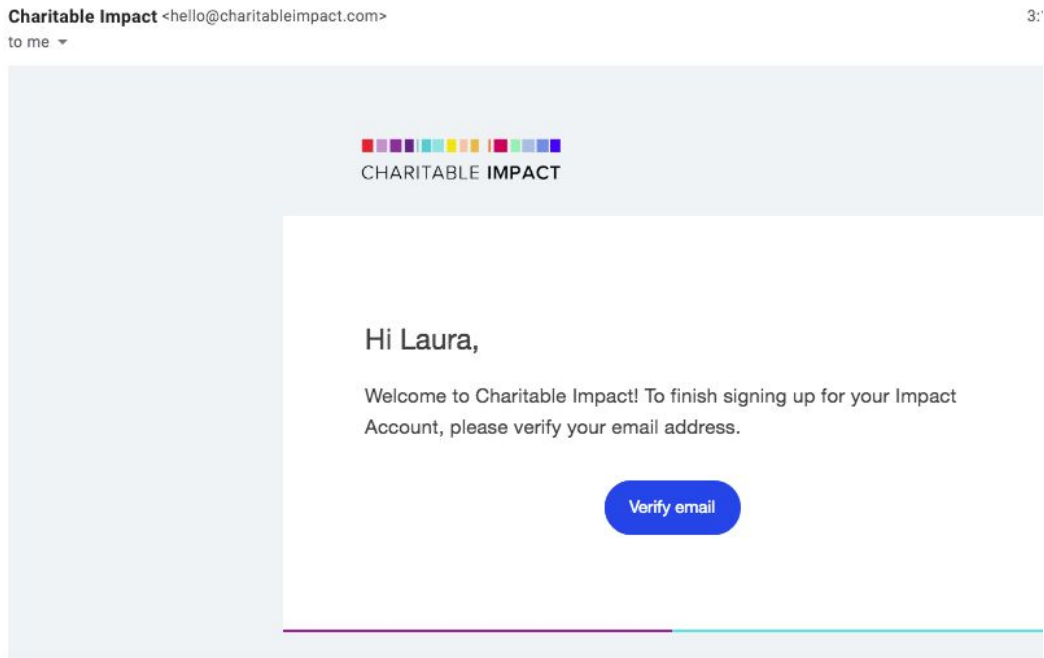 Charitable Impact <hello@charitableimpact.com>
to me
CHARITABLE IMPACT
Hi Laura,
Welcome to Charitable Impact! To finish signing up for your Impact
Account, please verify your email address.
Verify email